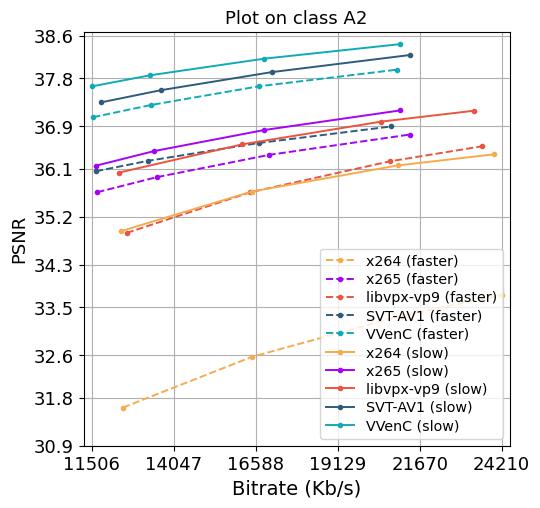 Plot on class A2
38.6
37.8
36.9
36.1
35.2
34.3
33.5
32.6
31.8
30.9
PSNR
x264 (faster)
x265 (faster)
libvpx-vp9 (faster)
SVT-AV1 (faster)
VVenC (faster)
x264 (slow)
x265 (slow)
libvpx-vp9 (slow)
SVT-AV1 (slow)
VVenC (slow)
11506 14047 16588 19129 21670 24210
Bitrate (Kb/s)